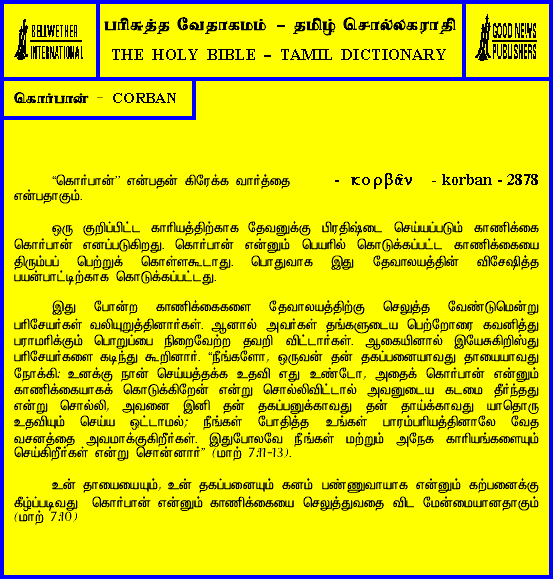 BELLWETHER
INTERNATIONAL
பரிசுத்த வேதாகமம் - தமிழ் சொல்லகராதி
THE HOLY BIBLE - TAMIL DICTIONARY
GOOD NEWS
PUBLISHERS
கொர்பான் - CORBAN
“கொர்பான்” என்பதன் கிரேக்க வார்த்தை - κορβᾶν - korban - 2878
என்பதாகும்.
ஒரு குறிப்பிட்ட காரியத்திற்காக தேவனுக்கு பிரதிஷ்டை செய்யப்படும் காணிக்கை
கொர்பான் எனப்படுகிறது. கொர்பான் என்னும் பெயரில் கொடுக்கப்பட்ட காணிக்கையை
திரும்பப் பெற்றுக் கொள்ளகூடாது. பொதுவாக இது தேவாலயத்தின் விசேஷித்த
பயன்பாட்டிற்காக கொடுக்கப்பட்டது.
இது போன்ற காணிக்கைகளை தேவாலயத்திற்கு செலுத்த வேண்டுமென்று
பரிசேயர்கள் வலியுறுத்தினார்கள். ஆனால் அவர்கள் தங்களுடைய பெற்றோரை கவனித்து
பராமரிக்கும் பொறுப்பை நிறைவேற்ற தவறி விட்டார்கள். ஆகையினால் இயேசுகிறிஸ்து
பரிசேயர்களை கடிந்து கூறினார். “நீங்களோ, ஒருவன் தன் தகப்பனையாவது தாயையாவது
நோக்கி: உனக்கு நான் செய்யத்தக்க உதவி எது உண்டோ, அதைக் கொர்பான் என்னும்
காணிக்கையாகக் கொடுக்கிறேன் என்று சொல்லிவிட்டால் அவனுடைய கடமை தீர்ந்தது
என்று சொல்லி, அவனை இனி தன் தகப்பனுக்காவது தன் தாய்க்காவது யாதொரு
உதவியும் செய்ய ஒட்டாமல்; நீங்கள் போதித்த உங்கள் பாரம்பரியத்தினாலே வேத
வசனத்தை அவமாக்குகிறீர்கள். இதுபோலவே நீங்கள் மற்றும் அநேக காரியங்களையும்
செய்கிறீர்கள் என்று சொன்னார்” (மாற் 7:11-13).
உன் தாயையையும், உன் தகப்பனையும் கனம் பண்ணுவாயாக என்னும் கற்பனைக்கு
கீழ்ப்படிவது கொர்பான் என்னும் காணிக்கையை செலுத்துவதை விட மேன்மையானதாகும்
(மாற் 7:10)